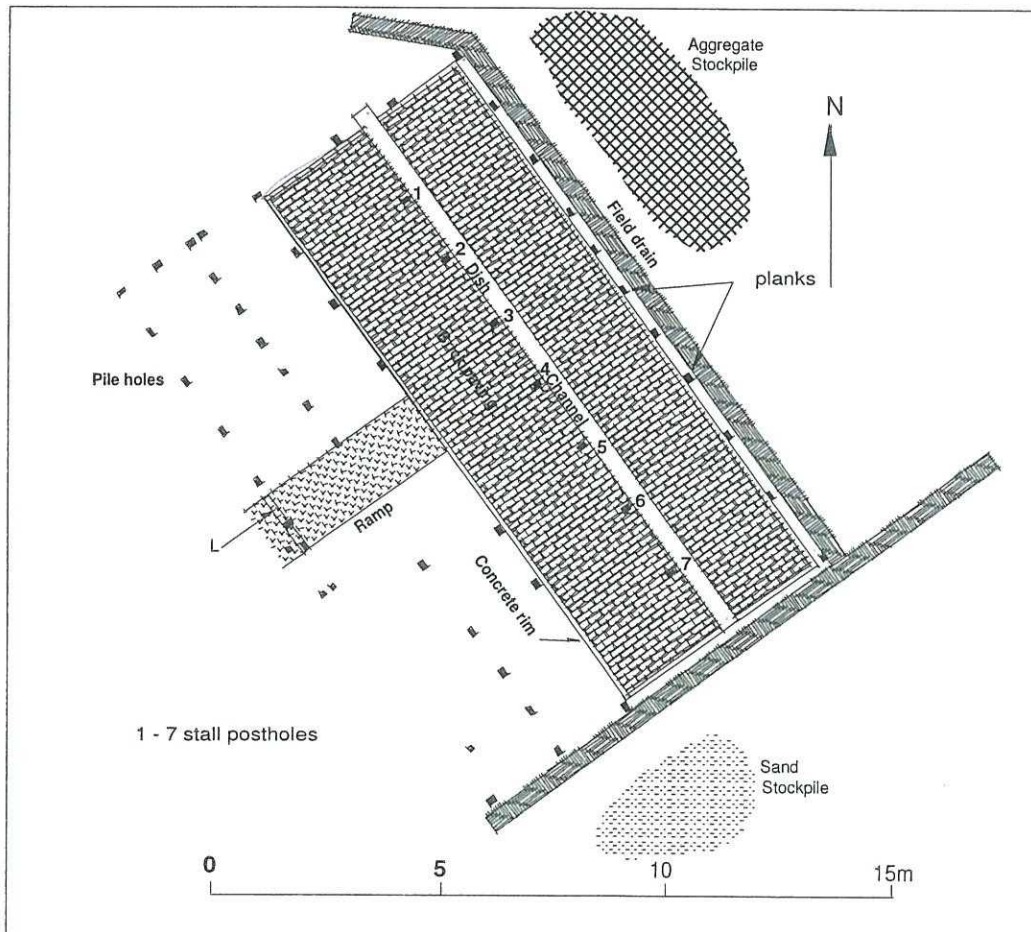 Aggregate
Stockpile
N
Field drain
planks
1
2
Dish
3
4
Channel
5
6
7
paving
Pile holes
Ramp
L
Concrete rim
1 - 7 stall postholes
Sand
Stockpile
0
5
10
15m